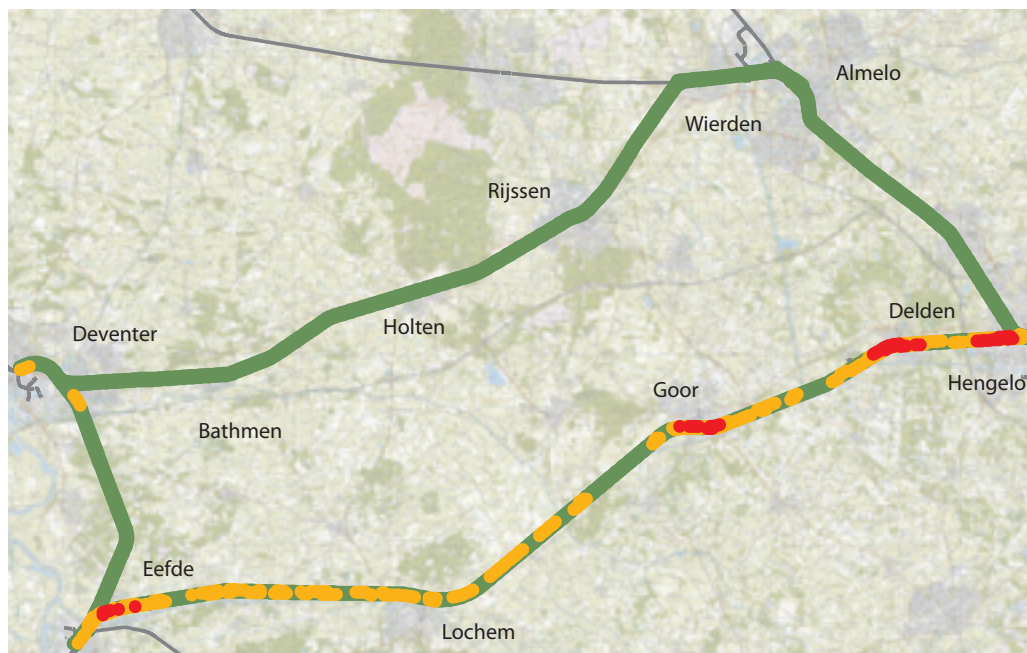 Almelo
Wierden
Rijssen
Delden
Holten
Deventer
Hengelo
Goor
Bathmen
Eefde
Lochem